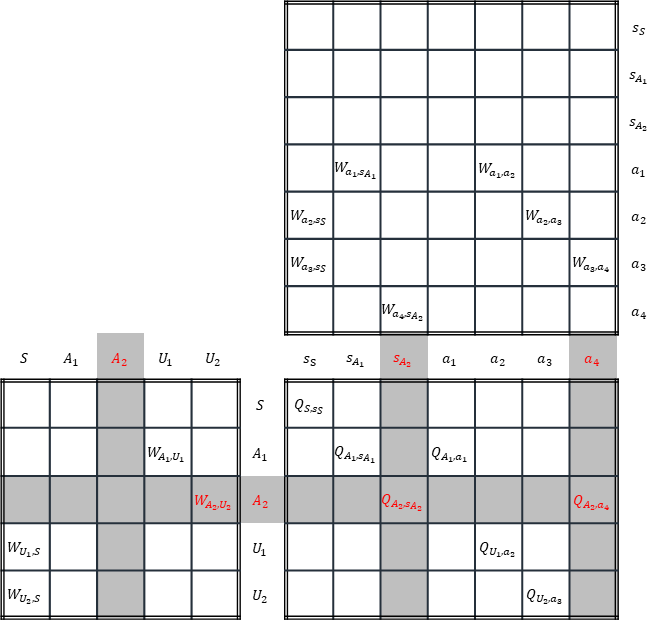 s_S
s_{A_1}
s_{A_2}
W_{a_1,s_{A_1}} W_{a_1,a_2} a_1
W_{a_2,s_S} W_{a_2,a_3} a_2
W_{a_3,s_S} W_{a_3,a_4} a_3
W_{a_4,s_{A_2}} a_4
S A_1 A_2 U_1 U_2 s_S s_{A_1} s_{A_2} a_1 a_2 a_3 a_4
S Q_{S,s_S}
W_{A_1,U_1} A_1 Q_{A_1,s_{A_1}} Q_{A_1,a_1}
W_{A_2,U_2} A_2 Q_{A_2,s_{A_2}} Q_{A_2,a_4}
W_{U_1,S} U_1 Q_{U_1,a_2}
W_{U_2,S} U_2 Q_{U_2,a_3}